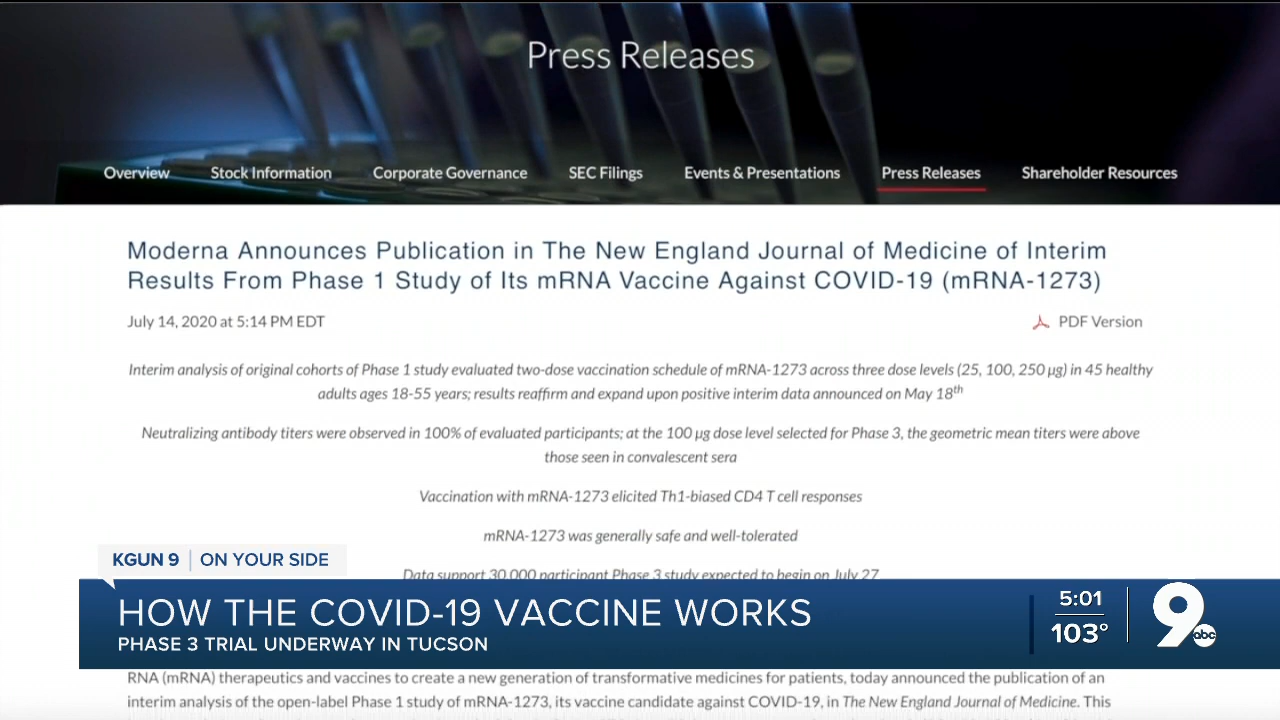 Press Releases
Overview
Stock Information
Corporate Governance
SEC Filings
Events & Presentations
Press Releases
Shareholder Resources
Moderna Announces Publication in The New England Journal of Medicine of Interim
Results From Phase 1 Study of Its mRNA Vaccine Against COVID-19 (mRNA-1273)
July 14, 2020 at 5:14 PM EDT
PDF Version
Interim analysis of original cohorts of Phase 1 study evaluated two-dose vaccination schedule of mRNA-1273 across three dose levels (25, 100, 250 µg) in 45 healthy
adults ages 18-55 years; results reaffirm and expand upon positive interim data announced on May 18th
Neutralizing antibody titers were observed in 100% of evaluated participants; at the 100 µg dose level selected for Phase 3, the geometric mean titers were above
those seen in convalescent sera
Vaccination with mRNA-1273 elicited Th1-biased CD4 T cell responses
mRNA-1273 was generally safe and well-tolerated
Data support 30,000 participant Phase 3 study expected to begin on July 27
KGUN 9 | ON YOUR SIDE
HOW THE COVID-19 VACCINE WORKS
PHASE 3 TRIAL UNDERWAY IN TUCSON
5:01
103°
9
abc
RNA (mRNA) therapeutics and vaccines to create a new generation of transformative medicines for patients, today announced the publication of an
interim analysis of the open-label Phase 1 study of mRNA-1273, its vaccine candidate against COVID-19, in The New England Journal of Medicine. This